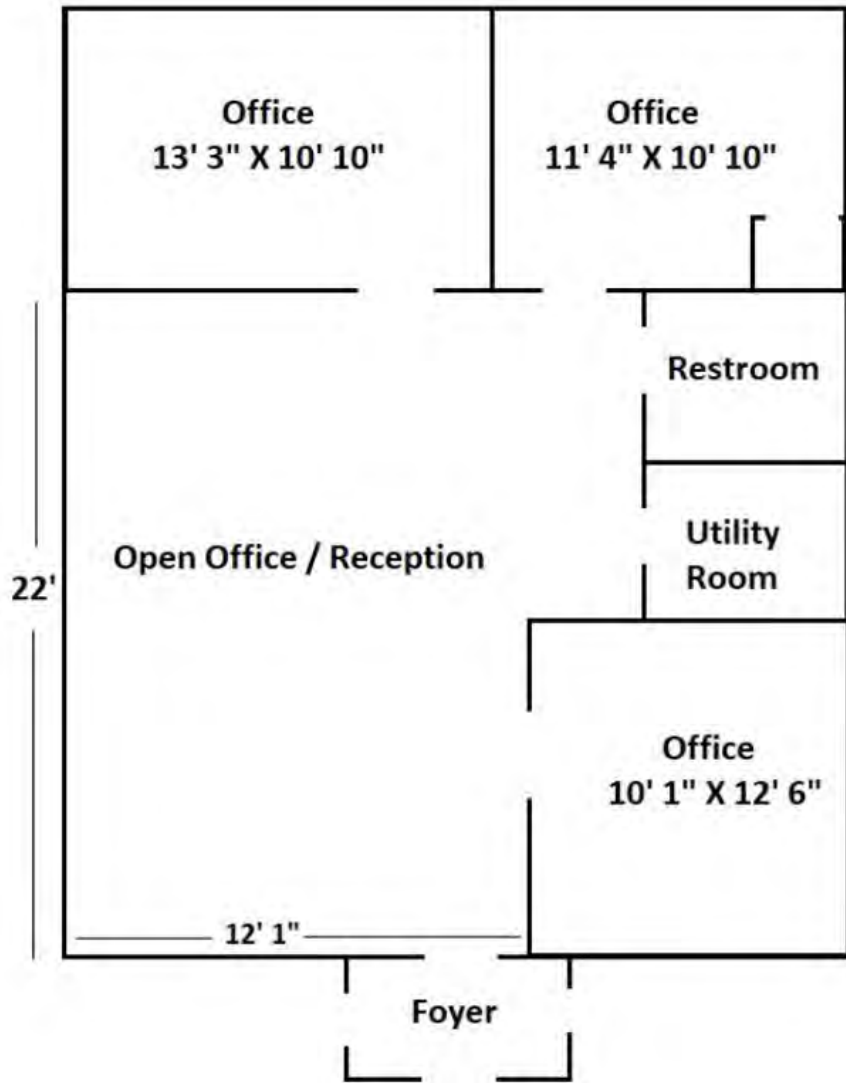 Office
13' 3" X 10' 10"
Office
11' 4" X 10' 10"
Restroom
Open Office / Reception
Utility
Room
22'
Office
10' 1" X 12' 6"
12' 1"
Foyer